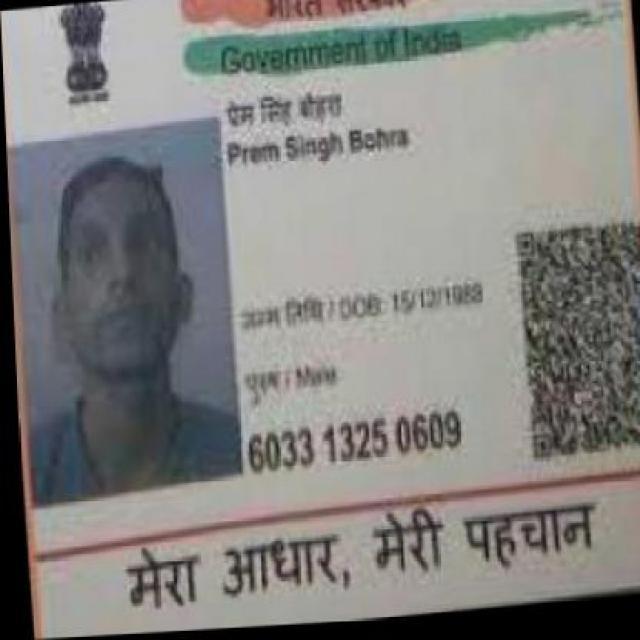 भारत सरकार
Government of India
प्रेम सिंह बोहरा
Prem Singh Bohra
जन्म तिथि / DOB: 15/12/1988
पुरुष / Male
6033 1325 0609
मेरा आधार, मेरी पहचान